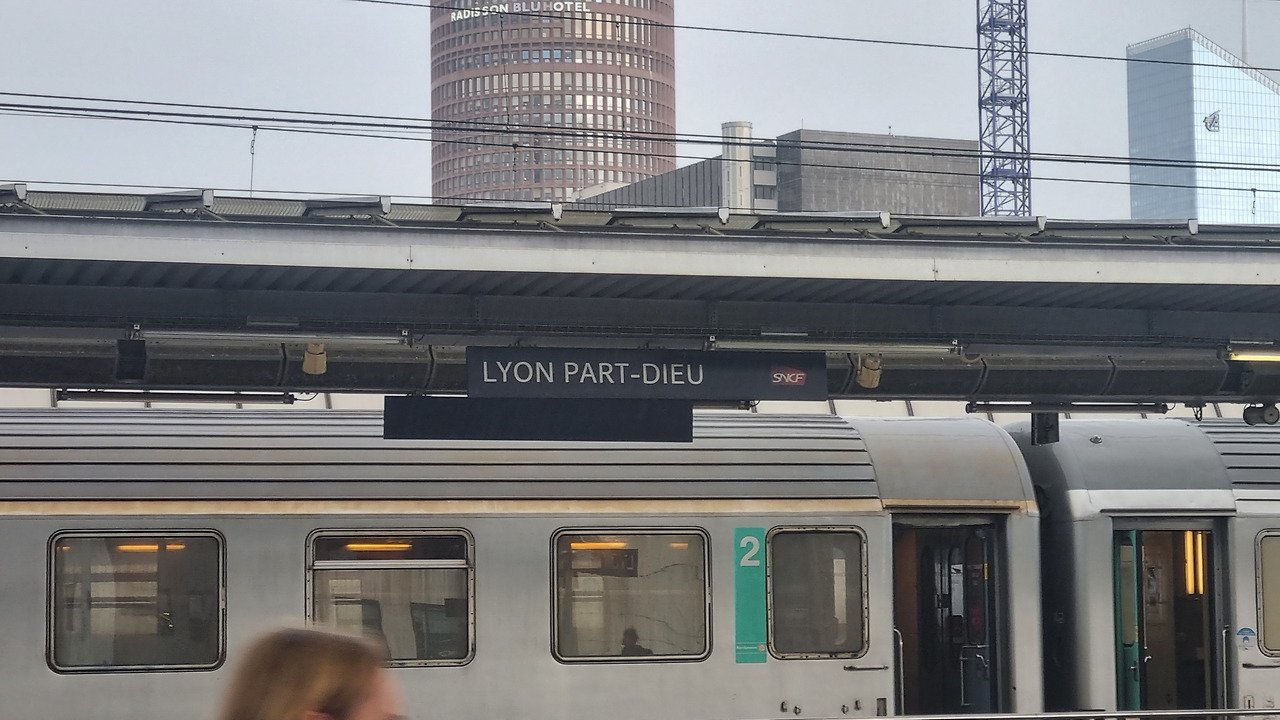 RADISSON BLU HOTEL
LYON PART-DIEU
SNCF
2